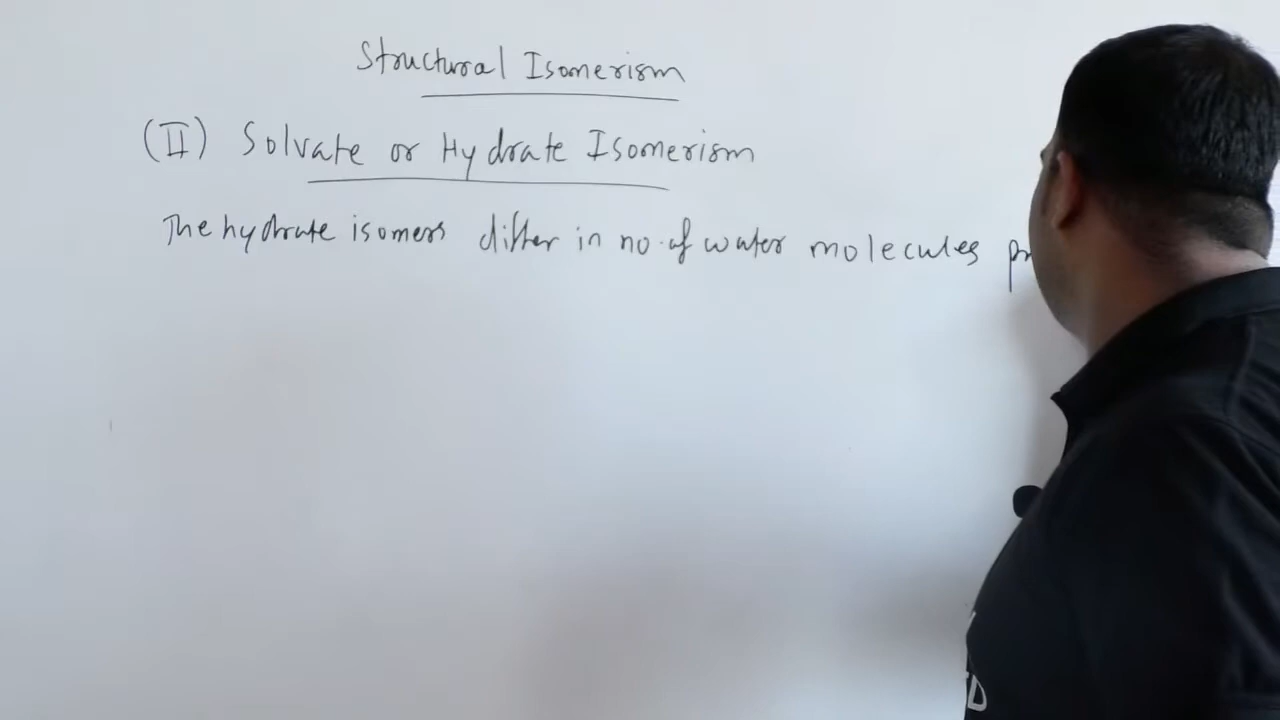 Structural Isomerism
(II) Solvate or Hydrate Isomerism
The hydrate isomers differ in no. of water molecules